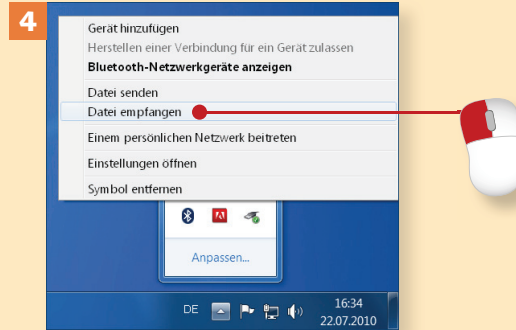 4
Gerät hinzufügen
Herstellen einer Verbindung für ein Gerät zulassen
Bluetooth-Netzwerkgeräte anzeigen
Datei senden
Datei empfangen
Einem persönlichen Netzwerk beitreten
Einstellungen öffnen
Symbol entfernen
Anpassen...
DE
16:34
22.07.2010